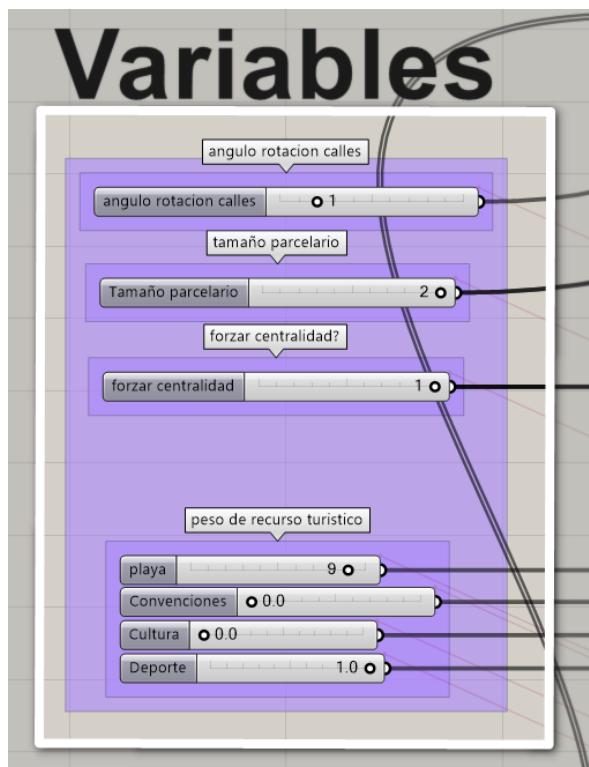 Variables
angulo rotacion calles
angulo rotacion calles 1
tamaño parcelario
Tamaño parcelario 2
forzar centralidad?
forzar centralidad 1
peso de recurso turistico
playa 9
Convenciones 0.0
Cultura 0.0
Deporte 1.0